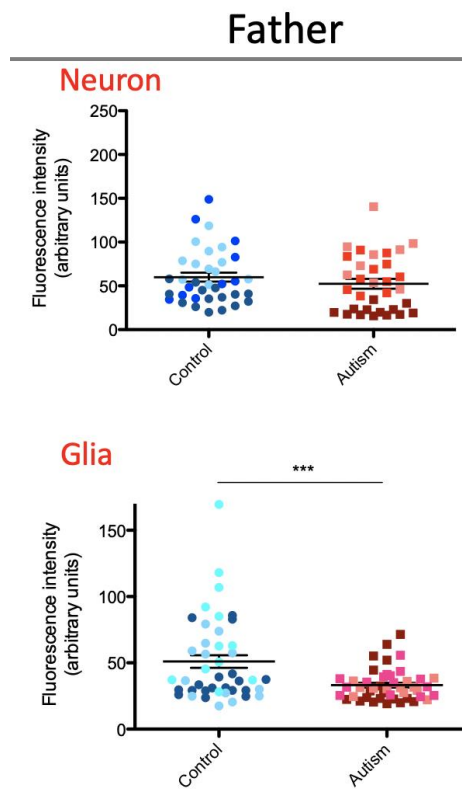 Father
Neuron
Fluorescence intensity
(arbitrary units)
250
200
150
100
50
0
Control
Autism
Glia
***
Fluorescence intensity
(arbitrary units)
150
100
50
0
Control
Autism